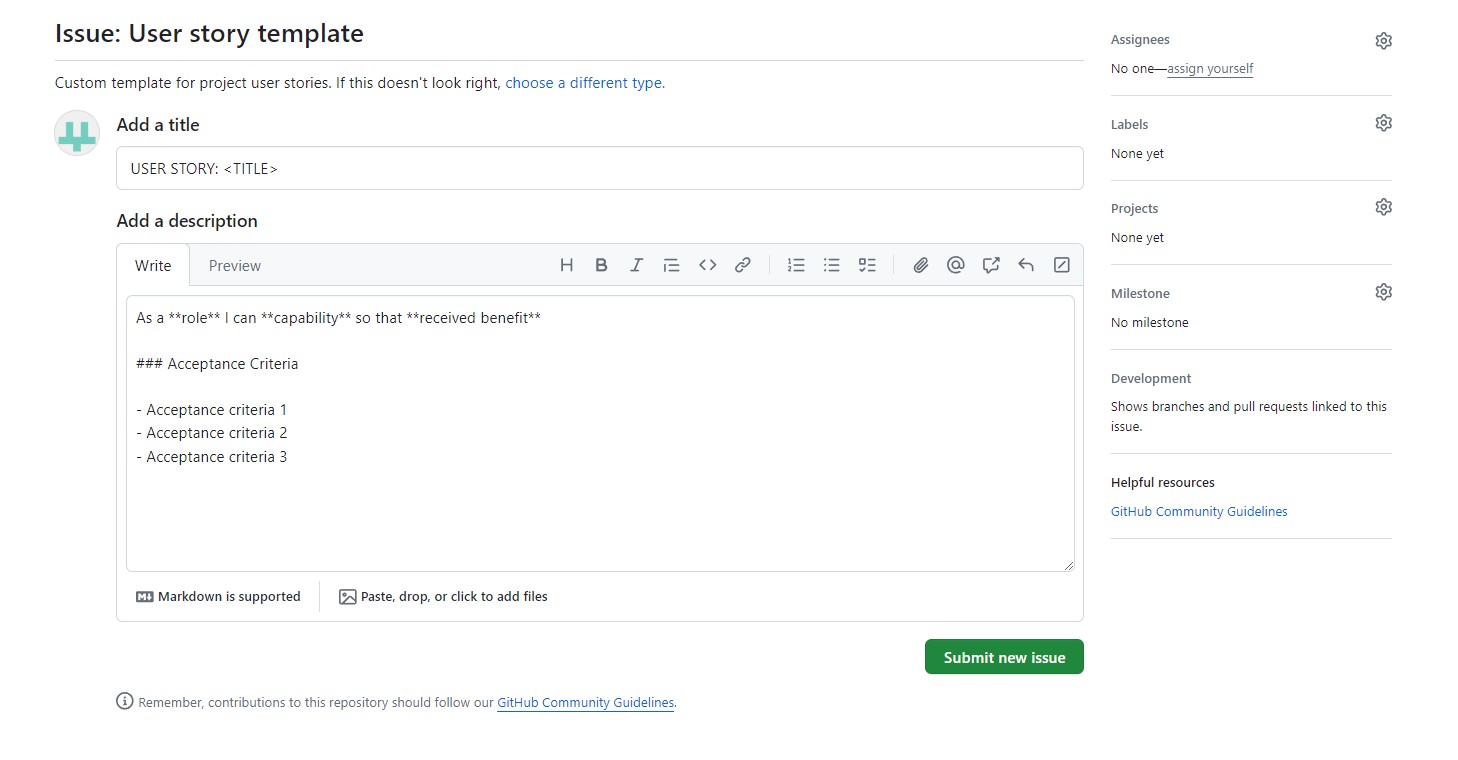 Issue: User story template
Custom template for project user stories. If this doesn't look right, choose a different type.
Add a title
USER STORY: <TITLE>
Add a description
Write
Preview
As a **role** I can **capability** so that **received benefit**
### Acceptance Criteria
- Acceptance criteria 1
- Acceptance criteria 2
- Acceptance criteria 3
Markdown is supported
Paste, drop, or click to add files
Submit new issue
Remember, contributions to this repository should follow our GitHub Community Guidelines.
Assignees
No one—assign yourself
Labels
None yet
Projects
None yet
Milestone
No milestone
Development
Shows branches and pull requests linked to this
issue.
Helpful resources
GitHub Community Guidelines